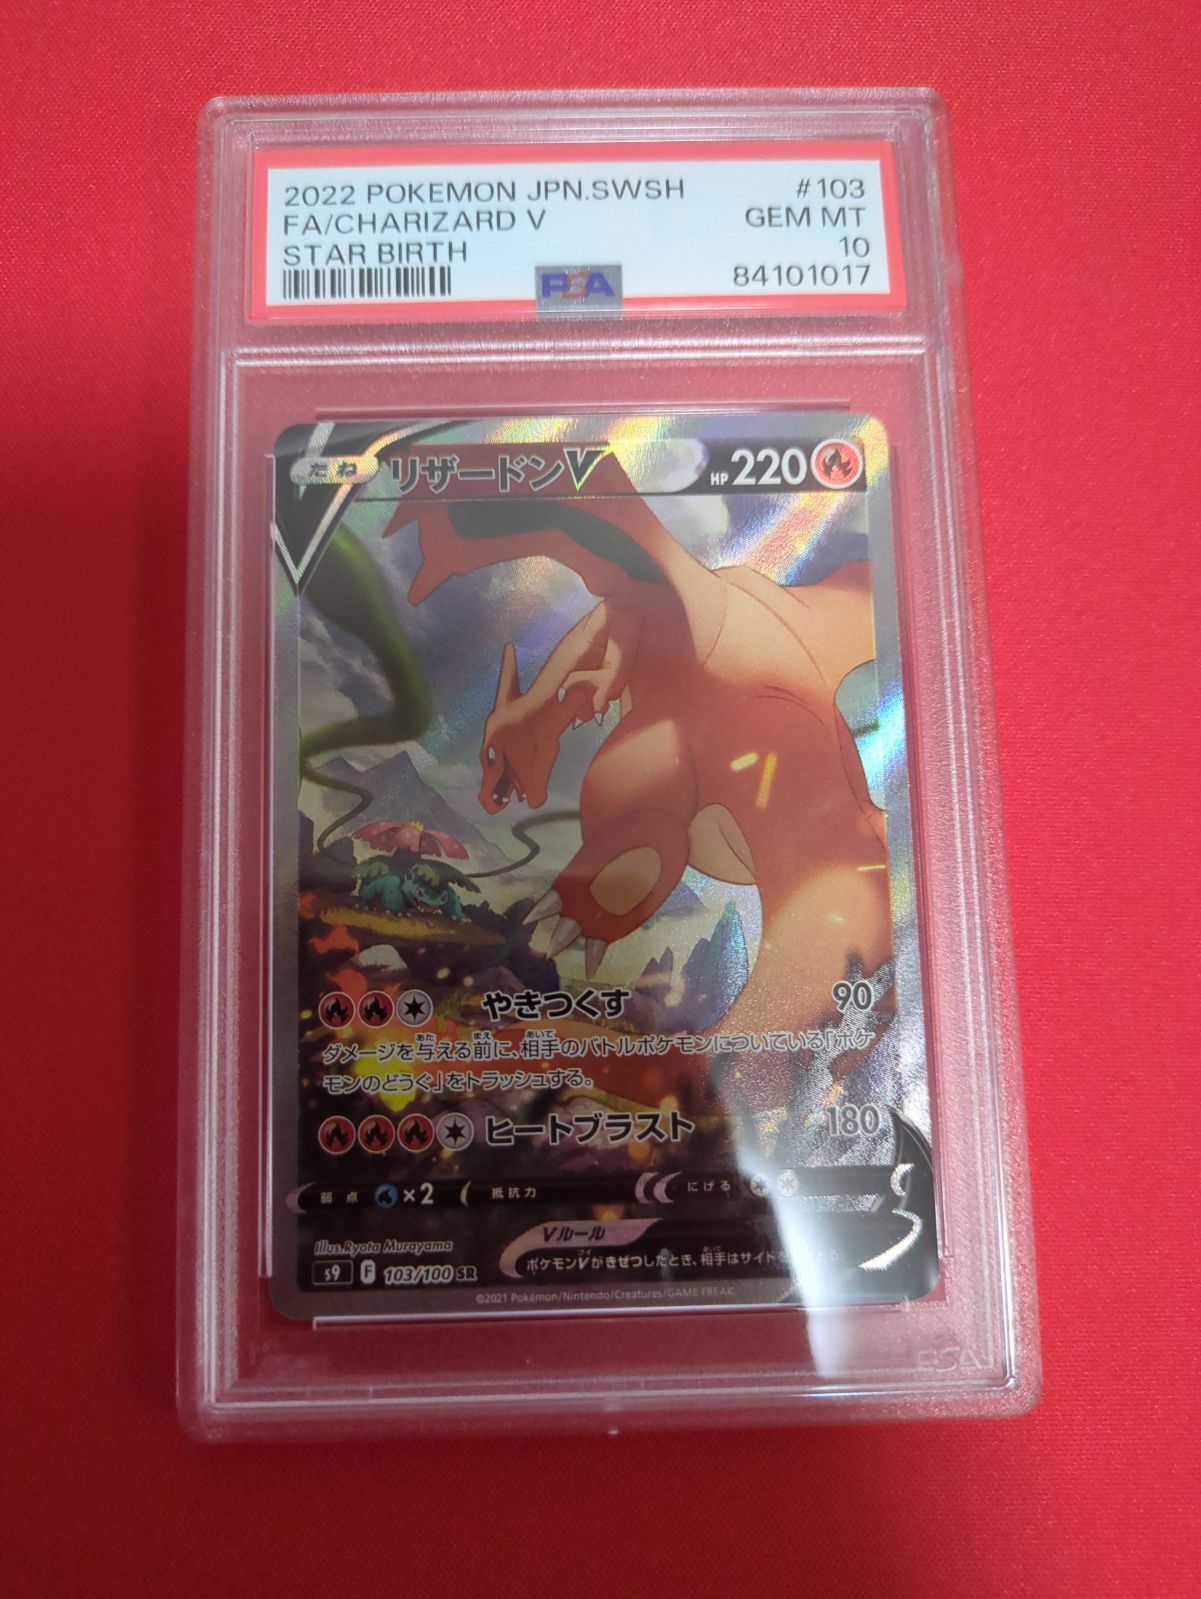 2022 POKEMON JPN.SWSH #103
FA/CHARIZARD V GEM MT
STAR BIRTH 10
84101017
PSA
たね リザードンV HP 220
やきつくす 90
ダメージを与える前に、相手のバトルポケモンについている「ポケ
モンのどうぐ」をトラッシュする。
ヒートブラスト 180
弱点 ×2 抵抗力 にげる
Vルール
ポケモンVがきぜつしたとき、相手はサイドを
Illus.Ryota Murayama
s9 F 103/100 SR
©2021 Pokémon/Nintendo/Creatures/GAME FREAK.
PSA